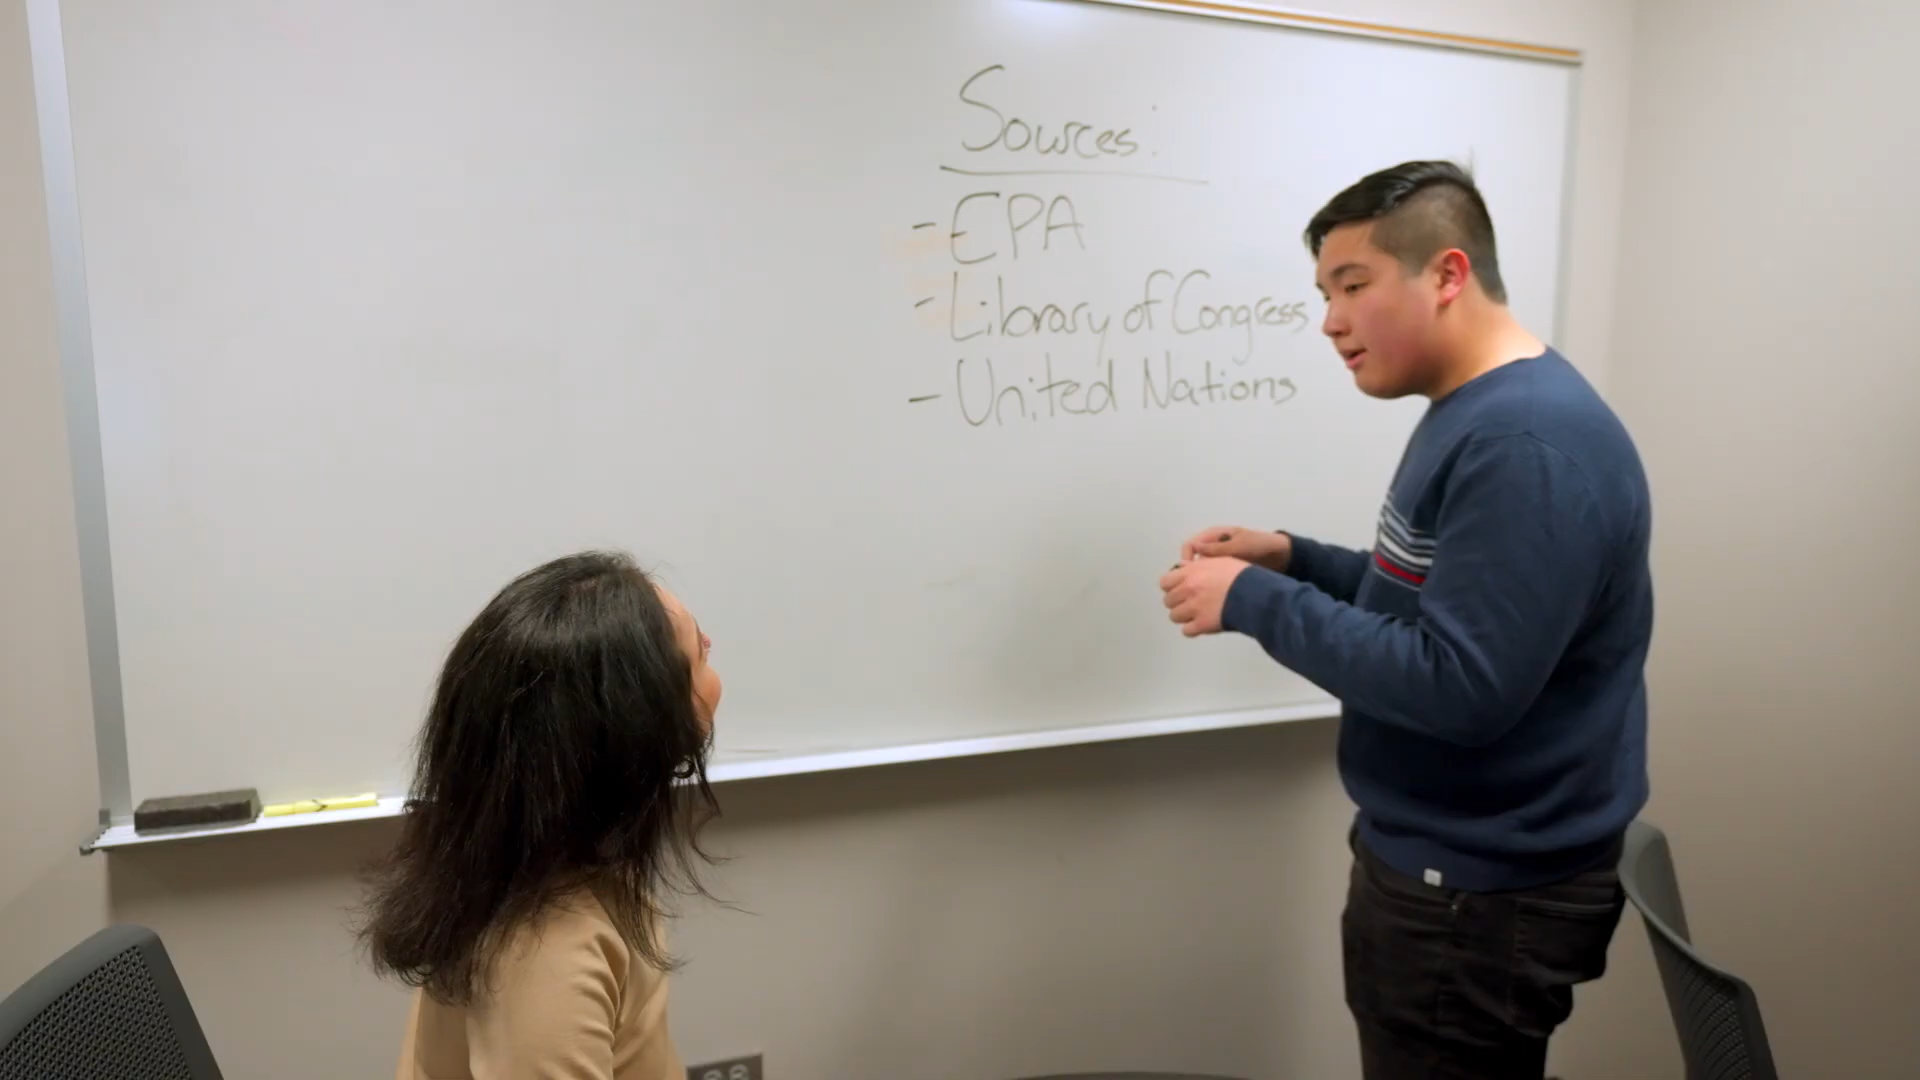 Sources:
- EPA
- Library of Congress
- United Nations